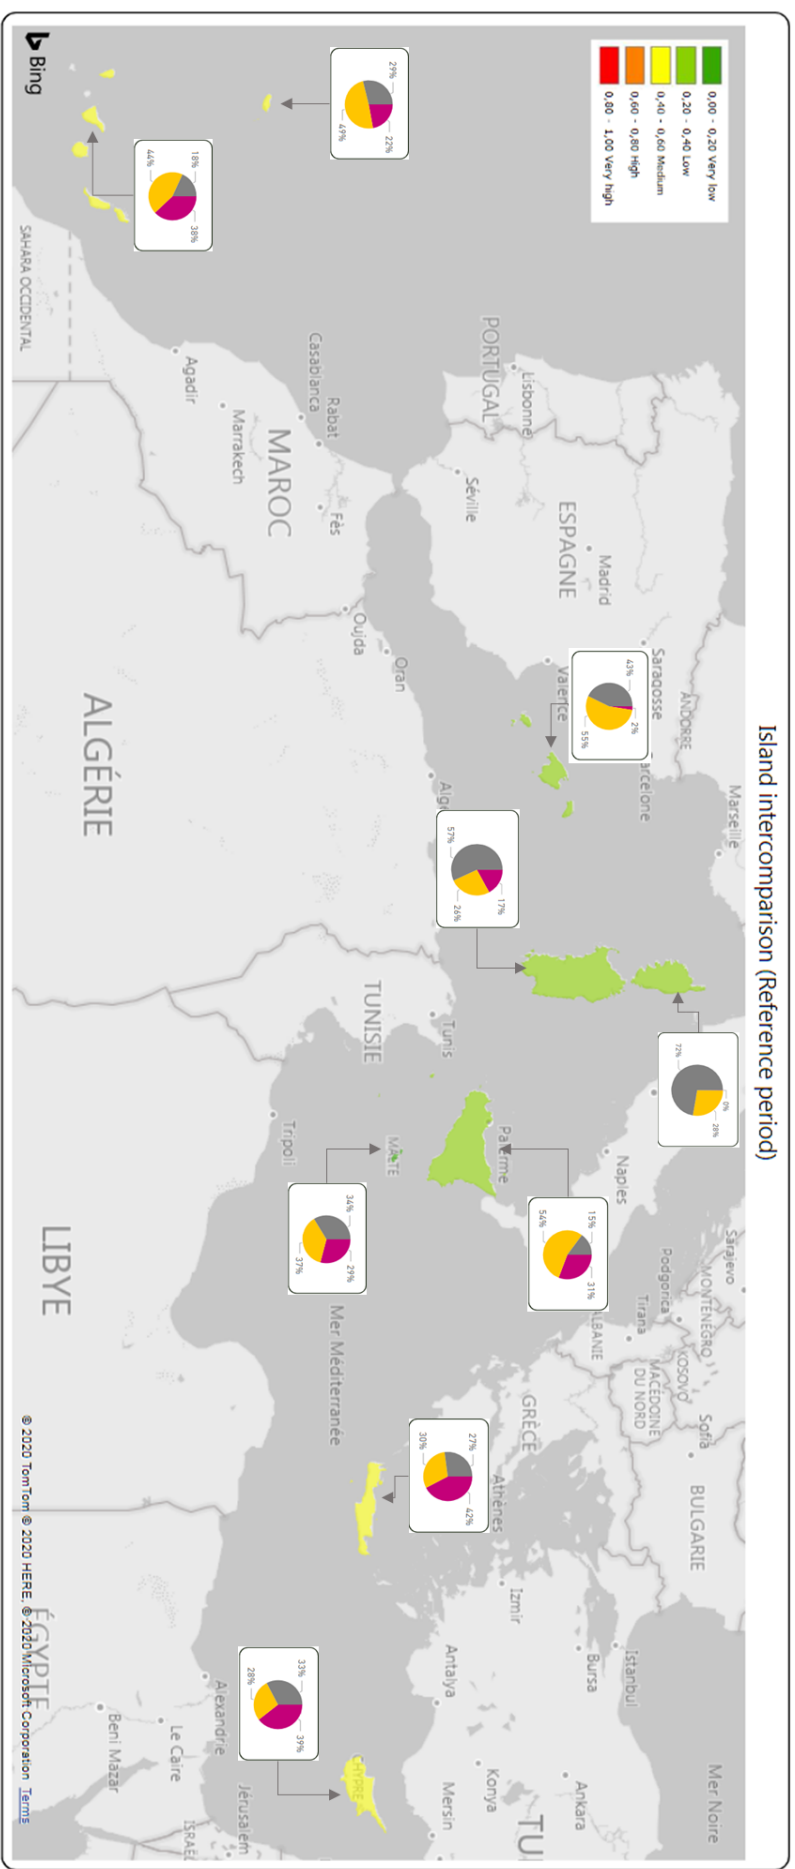 Island intercomparison (Reference period)
0,00 - 0,20 Very low
0,20 - 0,40 Low
0,40 - 0,60 Medium
0,60 - 0,80 High
0,80 - 1,00 Very high
29%
22%
49%
18%
38%
44%
43%
2%
55%
57%
17%
26%
0%
28%
72%
15%
31%
54%
34%
29%
37%
27%
42%
30%
33%
39%
28%
PORTUGAL
Lisbonne
ESPAGNE
Madrid
Séville
Saragosse
Valence
ANDORRE
arcelone
Marseille
Casablanca
Rabat
Fès
MAROC
Marrakech
Agadir
SAHARA OCCIDENTAL
Oujda
Oran
Alg
ALGÉRIE
TUNISIE
Tunis
Tripoli
LIBYE
MALTE
Palerme
Naples
Sarajevo
MONTÉNÉGRO
Podgorica
KOSOVO
Tirana
LBANIE
MACÉDOINE
DU NORD
Sofia
BULGARIE
GRÈCE
Athènes
Mer Méditerranée
Izmir
Istanbul
Bursa
Antalya
Konya
Ankara
Mersin
TU
Mer Noire
CHYPRE
Alexandrie
Le Caire
Beni Mazar
Jérusalem
ISRAËL
ÉGYPTE
Bing
© 2020 TomTom © 2020 HERE, © 2020 Microsoft Corporation Terms